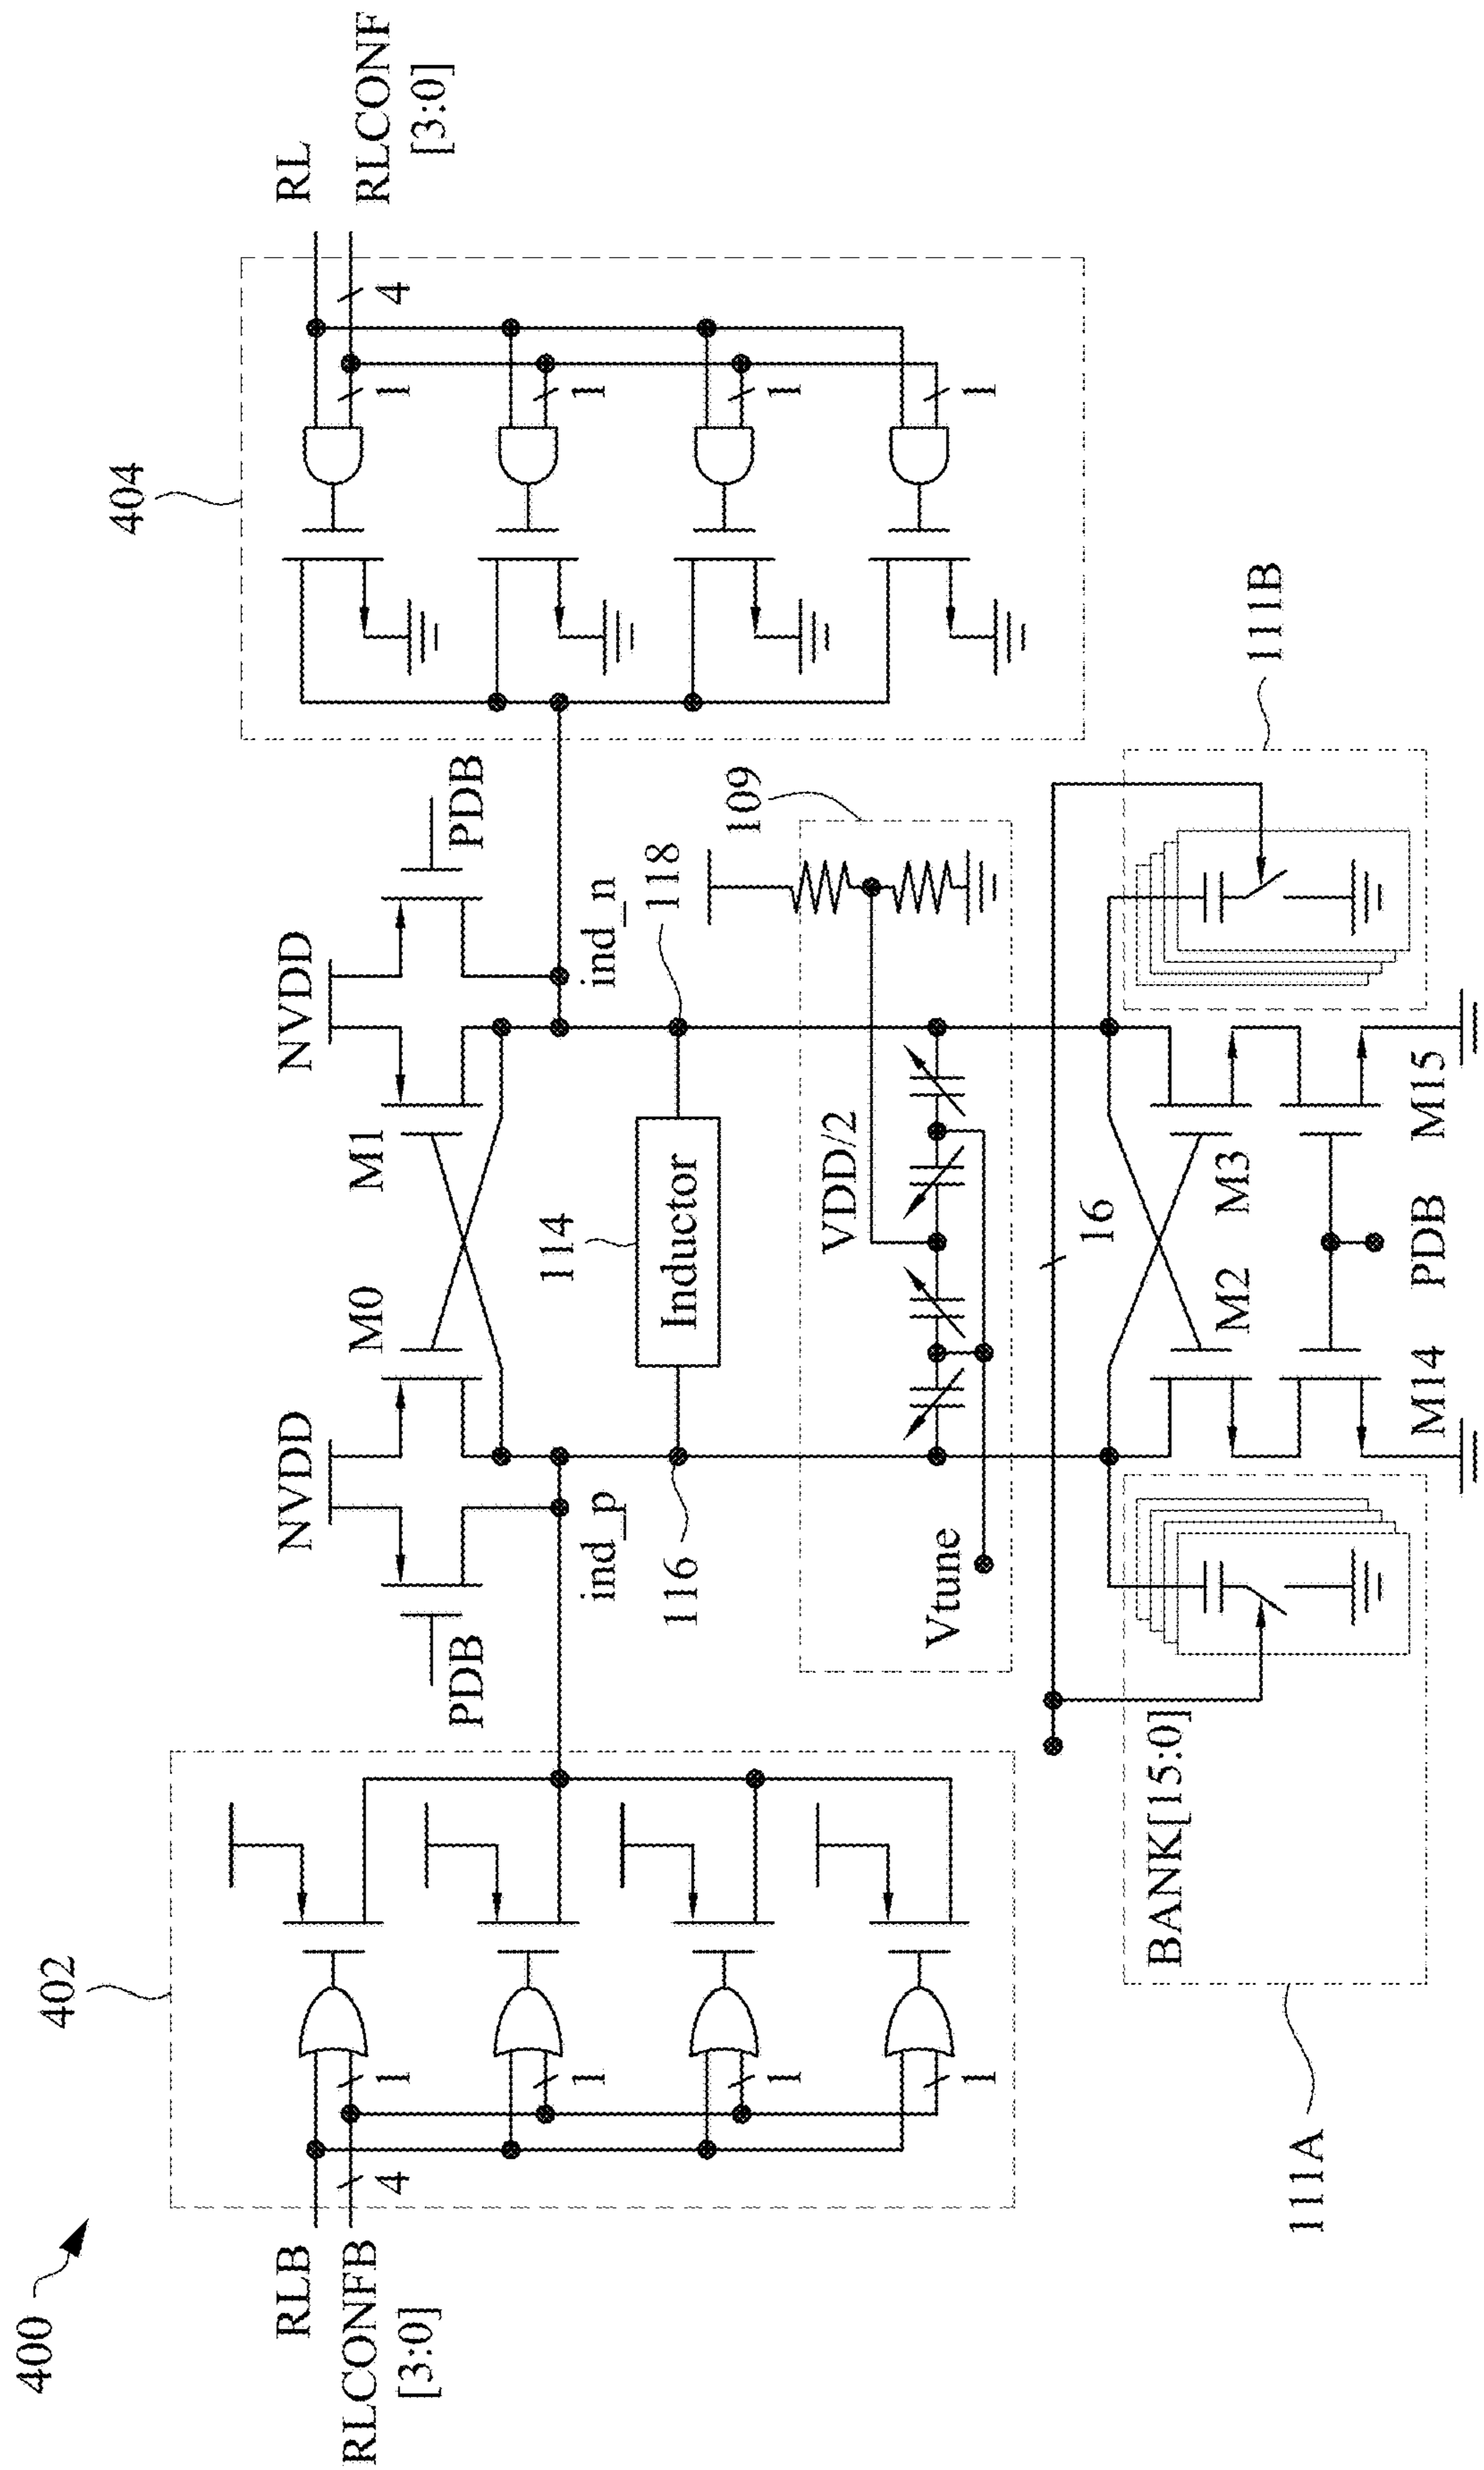 400
402
404
RLB
RLCONFB
[3:0]
4
1
1
1
1
NVDD
NVDD
PDB
M0
M1
PDB
ind_p
ind_n
RL
RLCONF
[3:0]
4
1
1
1
1
114
Inductor
116
118
109
VDD/2
Vtune
16
BANK[15:0]
M2
M3
M14
PDB
M15
111A
111B